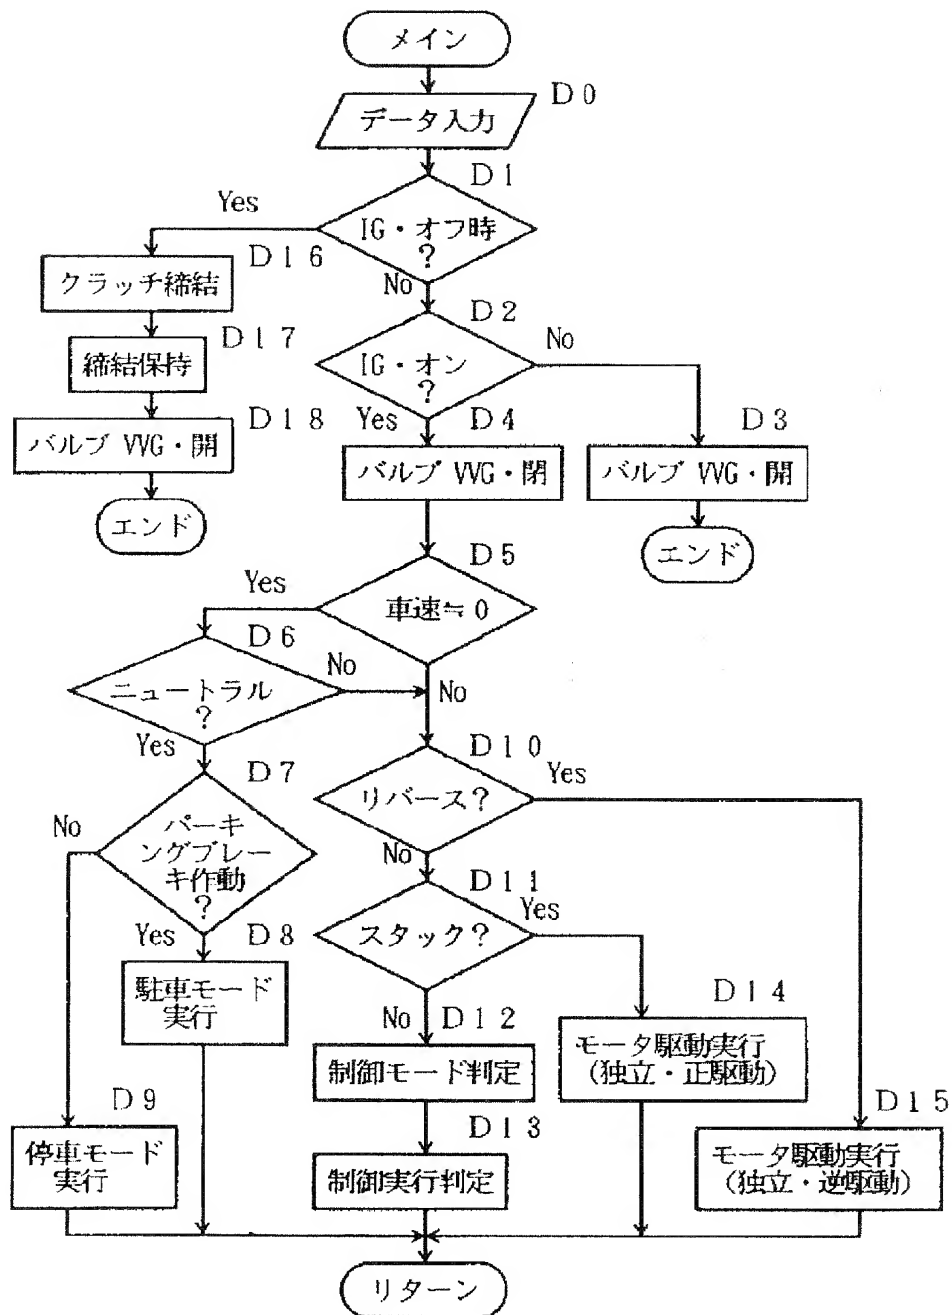 メイン
D0
データ入力
D1
Yes
IG・オフ時
?
No
D16
クラッチ締結
D17
締結保持
D18
バルブ VVG・開
エンド
D2
IG・オン
?
No
Yes
D4
バルブ VVG・閉
D3
バルブ VVG・開
エンド
D5
Yes
車速≒0
No
D6
ニュートラル
?
No
Yes
D7
パーキ
ングブレー
キ作動
?
No
Yes
D8
駐車モード
実行
D9
停車モード
実行
D10
リバース?
Yes
No
D11
スタック?
Yes
No
D12
制御モード判定
D13
制御実行判定
D14
モータ駆動実行
(独立・正駆動)
D15
モータ駆動実行
(独立・逆駆動)
リターン